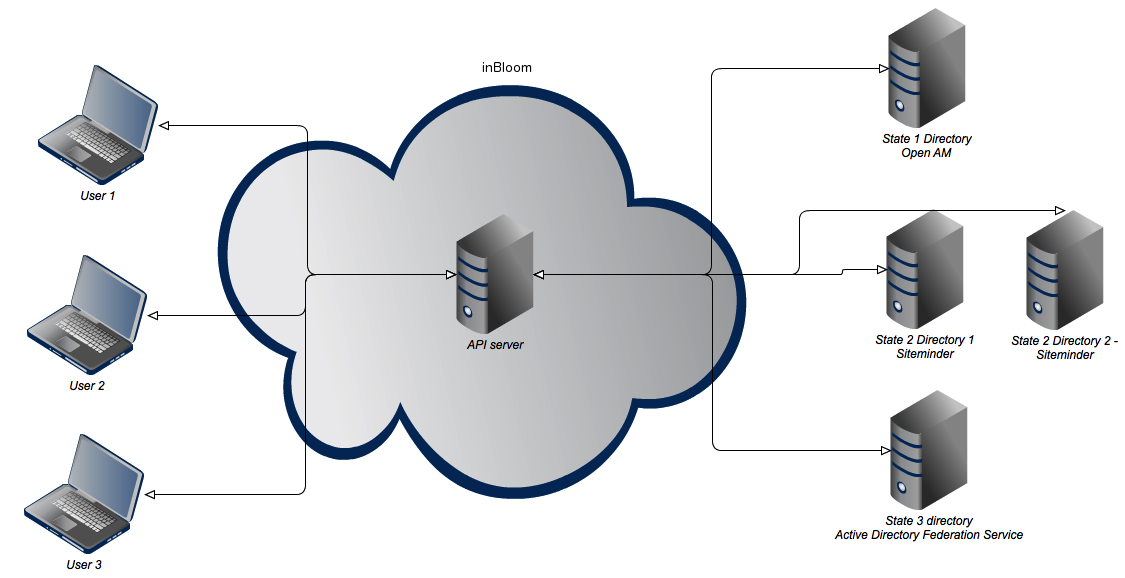 inBloom
User 1
User 2
User 3
API server
State 1 Directory
Open AM
State 2 Directory 1
Siteminder
State 2 Directory 2 -
Siteminder
State 3 directory
Active Directory Federation Service